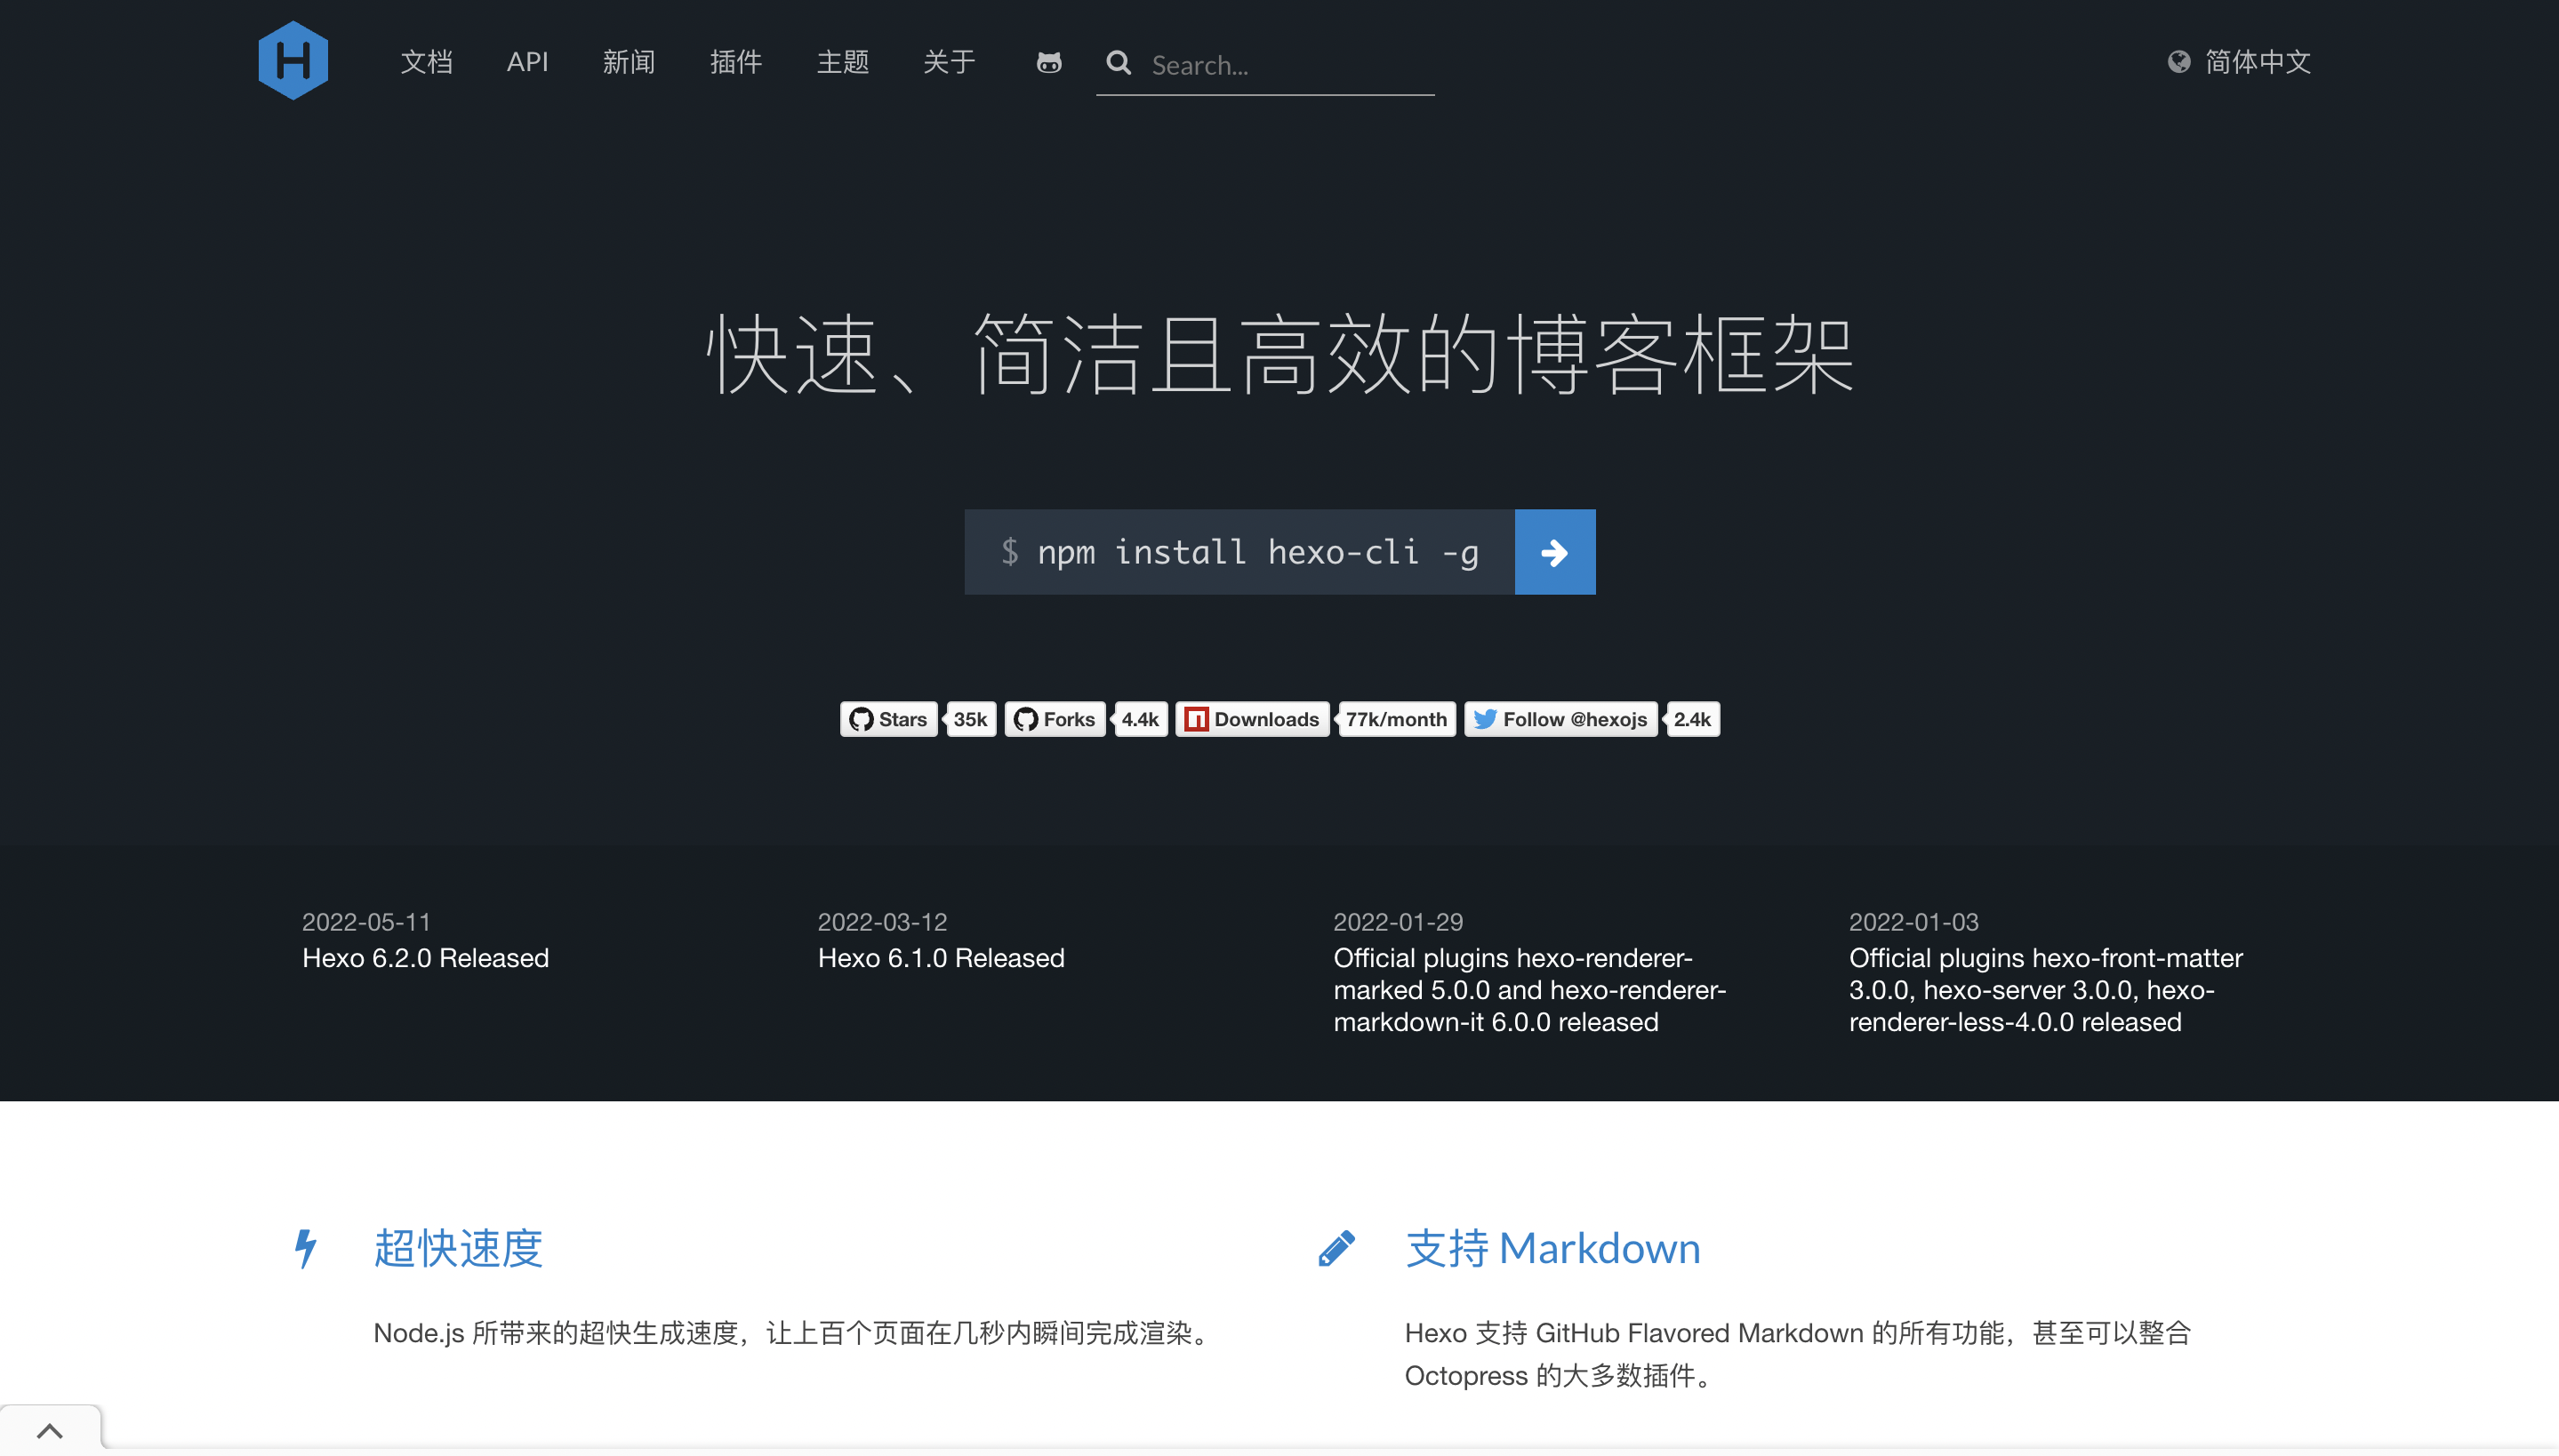 H
文档 API 新闻 插件 主题 关于 Search... 简体中文
快速、简洁且高效的博客框架
$ npm install hexo-cli -g
Stars 35k Forks 4.4k Downloads 77k/month Follow @hexojs 2.4k
2022-05-11
Hexo 6.2.0 Released
2022-03-12
Hexo 6.1.0 Released
2022-01-29
Official plugins hexo-renderer-
marked 5.0.0 and hexo-renderer-
markdown-it 6.0.0 released
2022-01-03
Official plugins hexo-front-matter
3.0.0, hexo-server 3.0.0, hexo-
renderer-less-4.0.0 released
超快速度
Node.js 所带来的超快生成速度，让上百个页面在几秒内瞬间完成渲染。
支持 Markdown
Hexo 支持 GitHub Flavored Markdown 的所有功能，甚至可以整合
Octopress 的大多数插件。